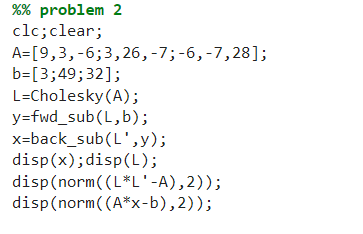 %% problem 2
clc;clear;
A=[9,3,-6;3,26,-7;-6,-7,28];
b=[3;49;32];
L=Cholesky(A);
y=fwd_sub(L,b);
x=back_sub(L',y);
disp(x);disp(L);
disp(norm((L*L'-A),2));
disp(norm((A*x-b),2));